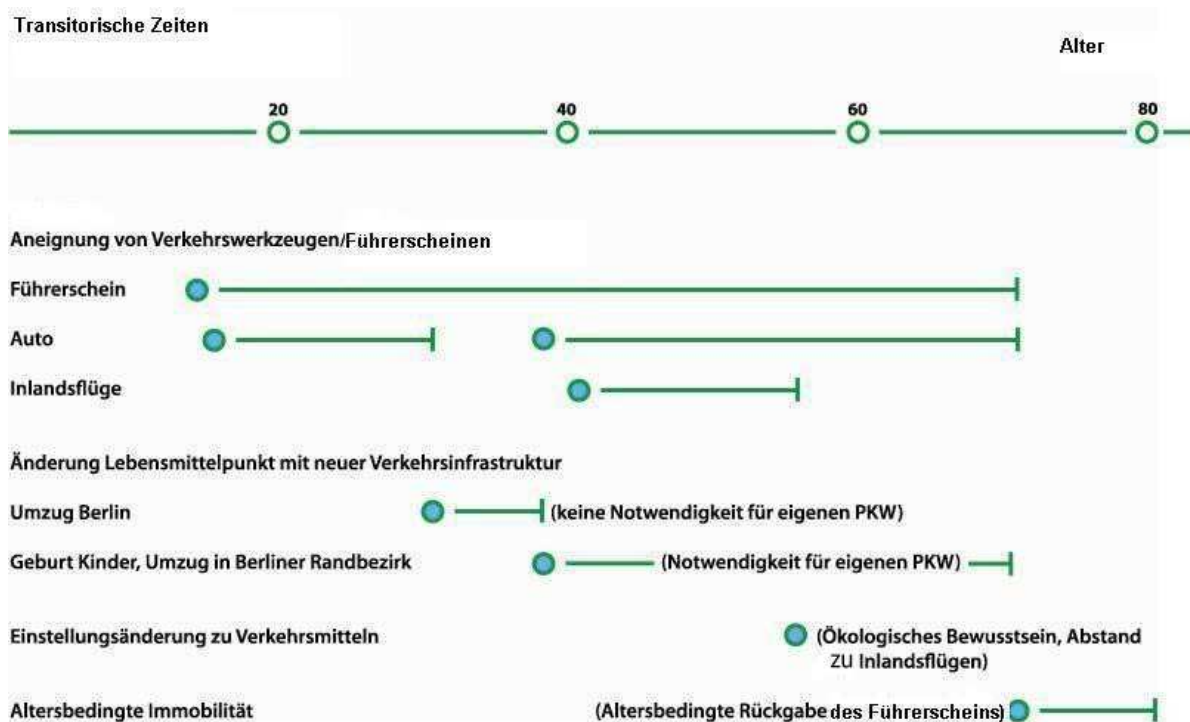 Transitorische Zeiten
Alter
20 40 60 80
Aneignung von Verkehrswerkzeugen/Führerscheinen
Führerschein
Auto
Inlandsflüge
Änderung Lebensmittelpunkt mit neuer Verkehrsinfrastruktur
Umzug Berlin (keine Notwendigkeit für eigenen PKW)
Geburt Kinder, Umzug in Berliner Randbezirk (Notwendigkeit für eigenen PKW)
Einstellungsänderung zu Verkehrsmitteln (Ökologisches Bewusstsein, Abstand
zu Inlandsflügen)
Altersbedingte Immobilität (Altersbedingte Rückgabe des Führerscheins)